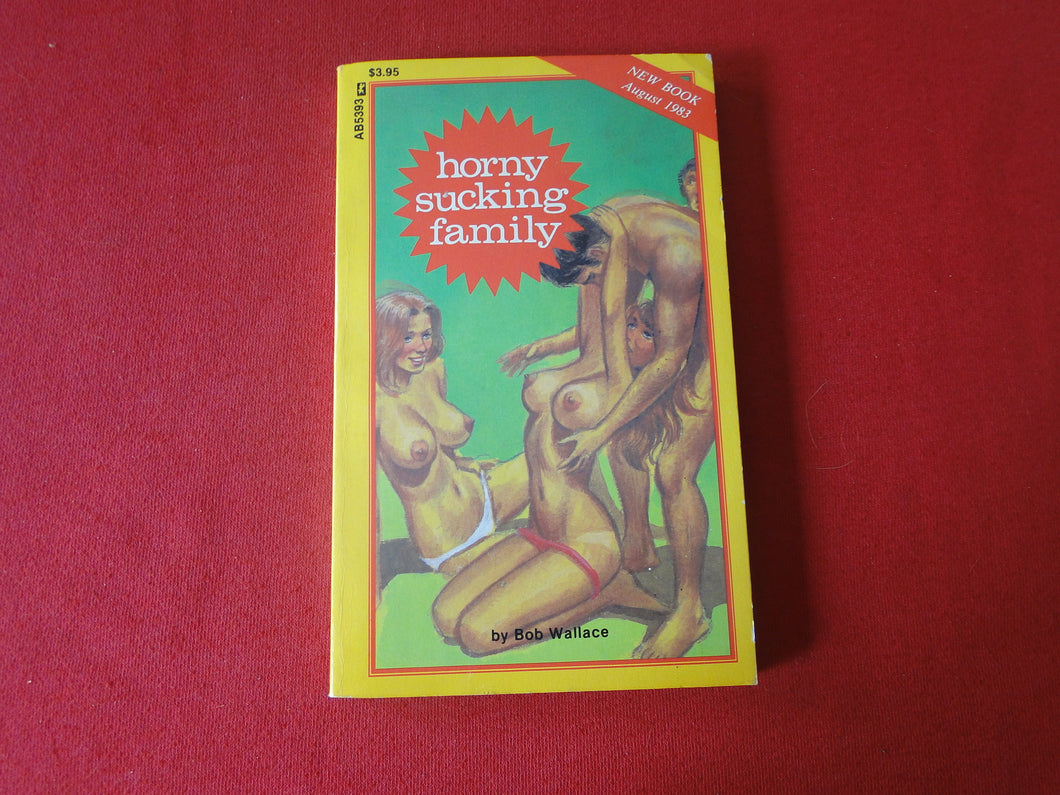 $3.95
AB5393
NEW BOOK
August 1983
horny
sucking
family
by Bob Wallace